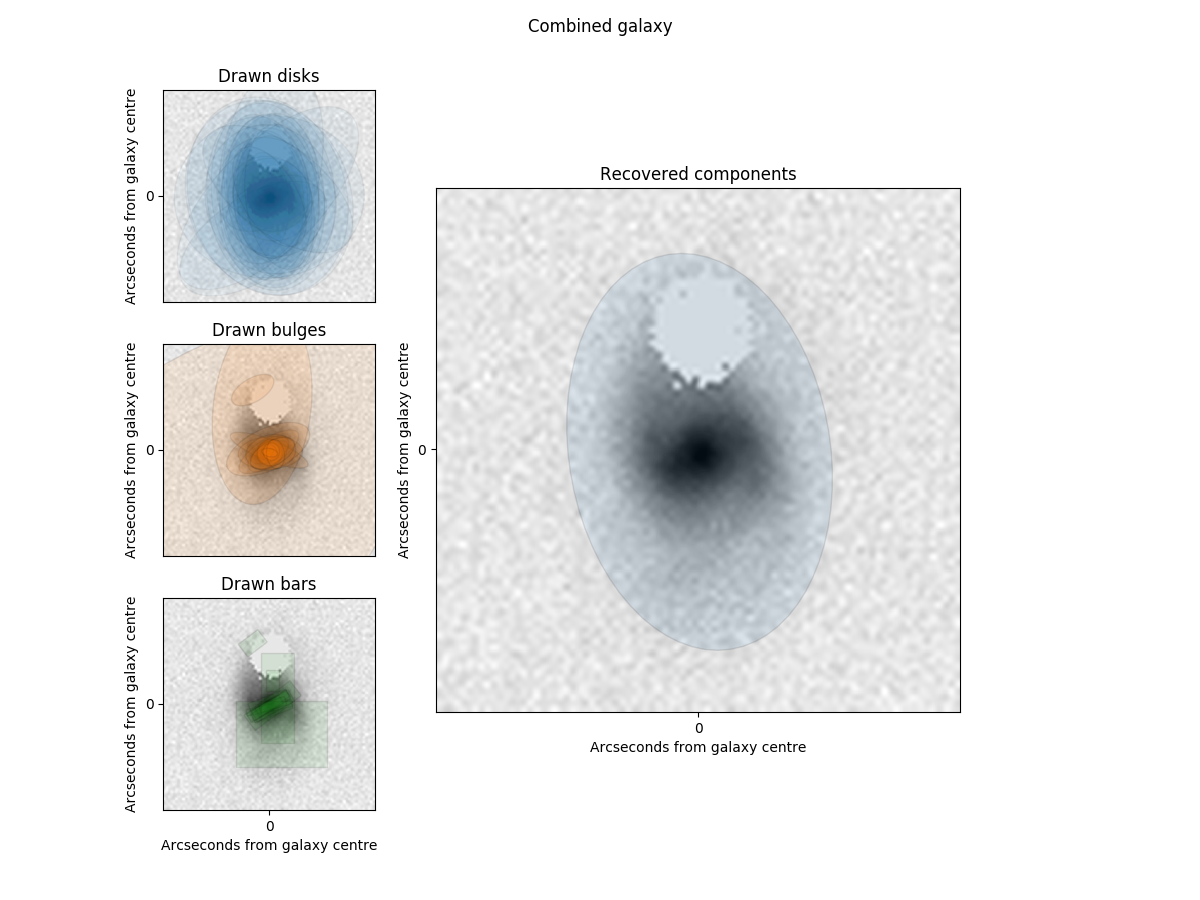 Combined galaxy
Drawn disks
Arcseconds from galaxy centre
0
Drawn bulges
Arcseconds from galaxy centre
0
Drawn bars
Arcseconds from galaxy centre
0
0
Arcseconds from galaxy centre
Recovered components
Arcseconds from galaxy centre
0
0
Arcseconds from galaxy centre